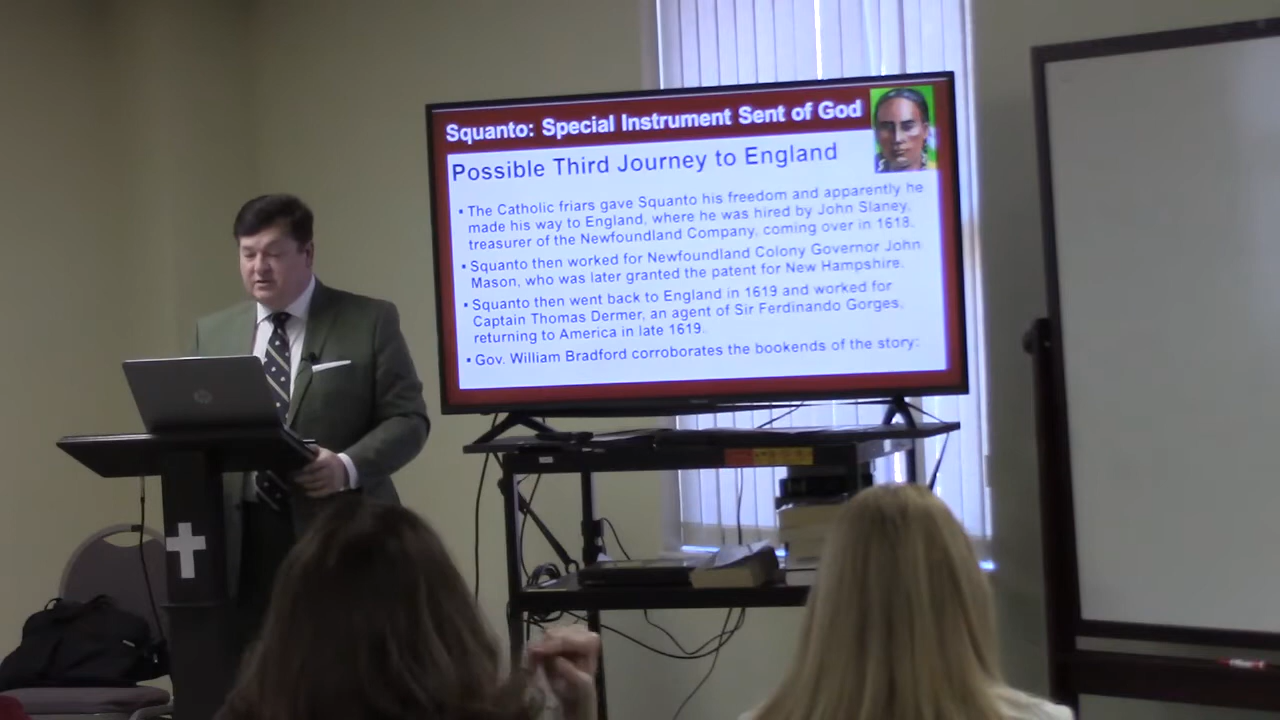 Squanto: Special Instrument Sent of God
Possible Third Journey to England
▪ The Catholic friars gave Squanto his freedom and apparently he
made his way to England, where he was hired by John Slaney,
treasurer of the Newfoundland Company, coming over in 1618.
▪ Squanto then worked for Newfoundland Colony Governor John
Mason, who was later granted the patent for New Hampshire.
▪ Squanto then went back to England in 1619 and worked for
Captain Thomas Dermer, an agent of Sir Ferdinando Gorges,
returning to America in late 1619.
▪ Gov. William Bradford corroborates the bookends of the story:
hp